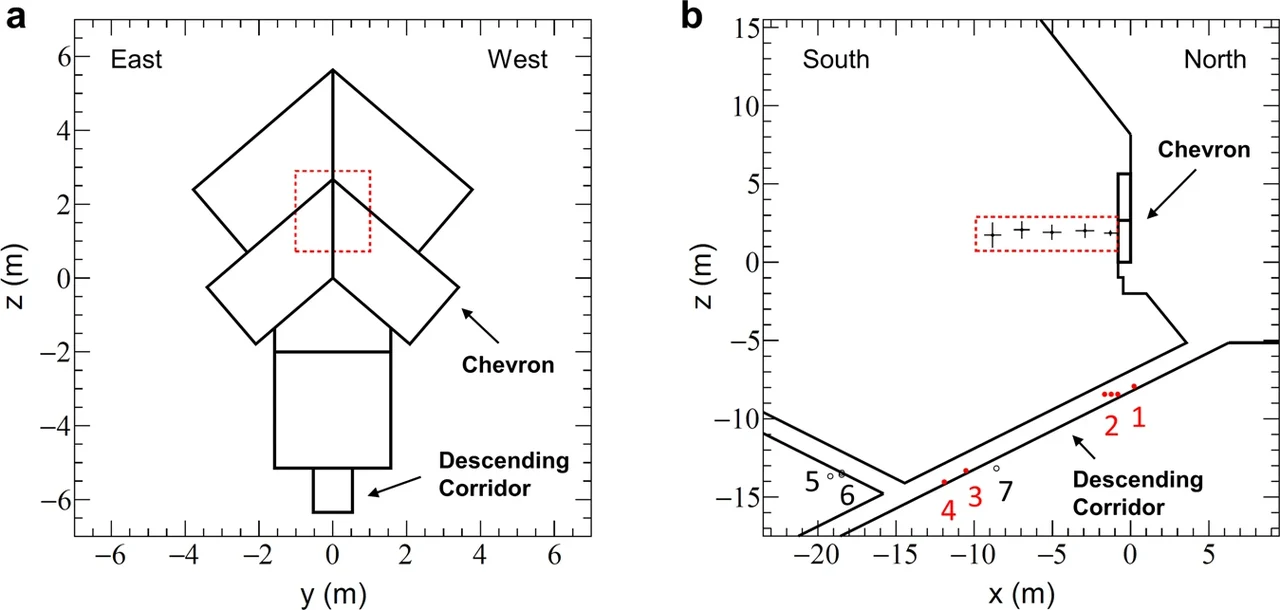 a
East
West
6
4
2
0
−2
−4
−6
z (m)
Chevron
Descending
Corridor
−6
−4
−2
0
2
4
6
y (m)
b
South
North
15
10
5
0
−5
−10
−15
z (m)
Chevron
1
2
3
4
5
6
7
Descending
Corridor
−20
−15
−10
−5
0
5
x (m)